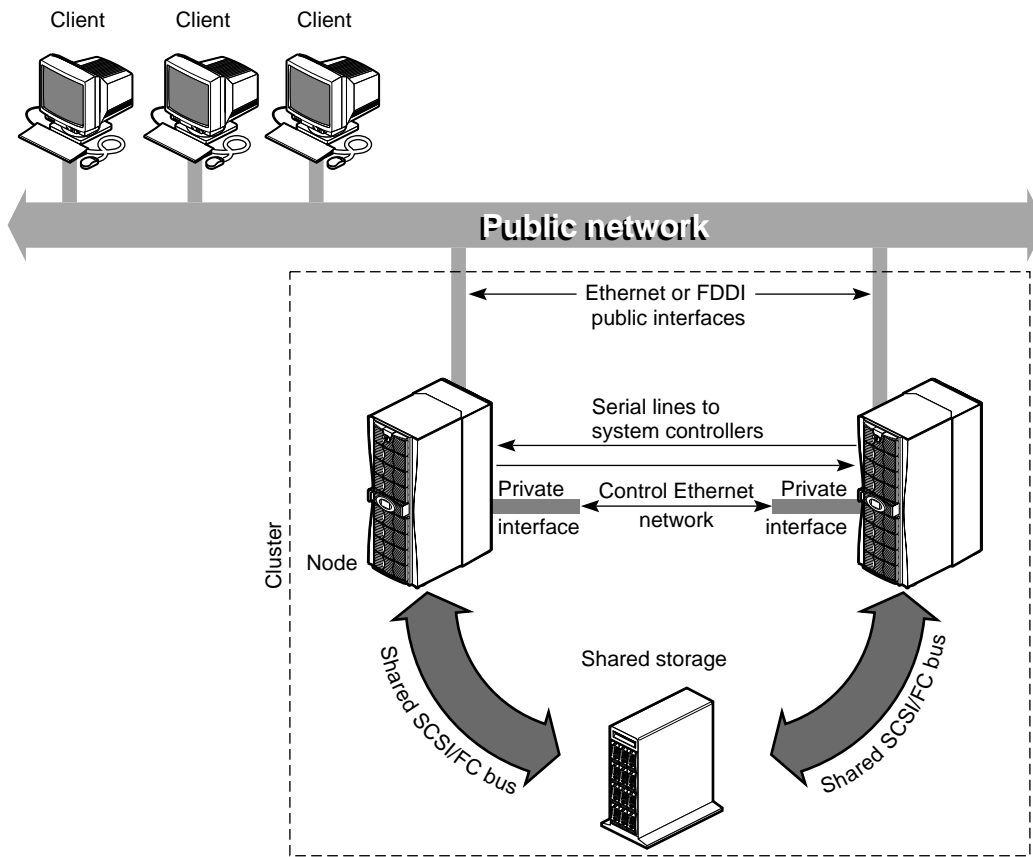 Client
Client
Client
Public network
Ethernet or FDDI
public interfaces
Serial lines to
system controllers
Private
interface
Control Ethernet
network
Private
interface
Cluster
Node
Shared SCSI/FC bus
Shared storage
Shared SCSI/FC bus